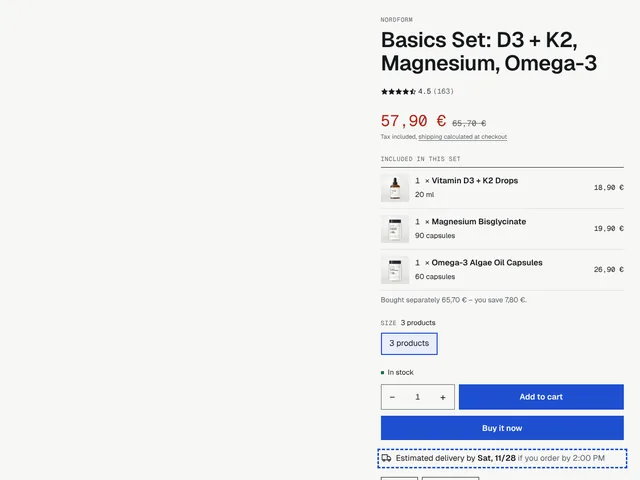 NORDFORM
Basics Set: D3 + K2,
Magnesium, Omega-3
4.5 (163)
57,90 € 65,70 €
Tax included, shipping calculated at checkout
INCLUDED IN THIS SET
1 × Vitamin D3 + K2 Drops
20 ml
18,90 €
1 × Magnesium Bisglycinate
90 capsules
19,90 €
1 × Omega-3 Algae Oil Capsules
60 capsules
26,90 €
Bought separately 65,70 € – you save 7,80 €.
SIZE 3 products
3 products
In stock
− 1 + Add to cart
Buy it now
Estimated delivery by Sat, 11/28 if you order by 2:00 PM